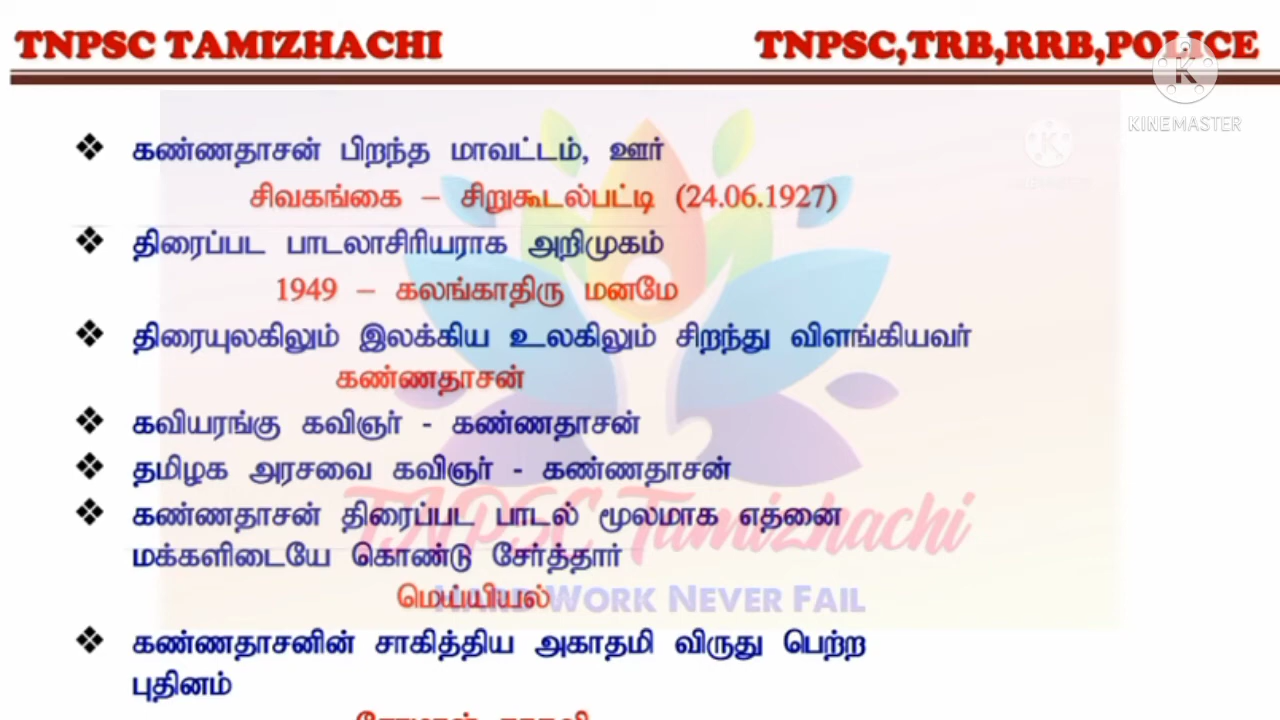 TNPSC TAMIZHACHI TNPSC,TRB,RRB,POLICE
KINEMASTER
❖ கண்ணதாசன் பிறந்த மாவட்டம், ஊர்
சிவகங்கை – சிறுகூடல்பட்டி (24.06.1927)
❖ திரைப்பட பாடலாசிரியராக அறிமுகம்
1949 – கலங்காதிரு மனமே
❖ திரையுலகிலும் இலக்கிய உலகிலும் சிறந்து விளங்கியவர்
கண்ணதாசன்
❖ கவியரங்கு கவிஞர் - கண்ணதாசன்
❖ தமிழக அரசவை கவிஞர் - கண்ணதாசன்
❖ கண்ணதாசன் திரைப்பட பாடல் மூலமாக எதனை
TNPSC Tamizhachi
மக்களிடையே கொண்டு சேர்த்தார்
மெய்யியல்
HARD WORK NEVER FAIL
❖ கண்ணதாசனின் சாகித்திய அகாதமி விருது பெற்ற
புதினம்